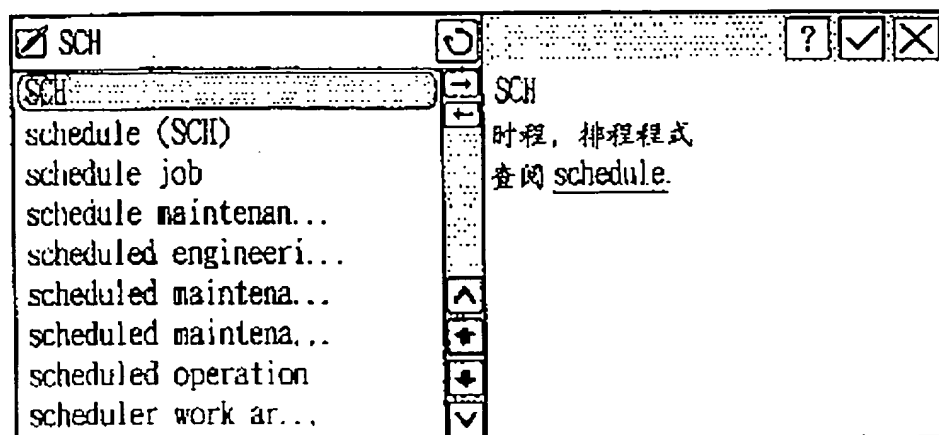 SCH
SCH
schedule (SCH)
schedule job
schedule maintenan...
scheduled engineeri...
scheduled maintena...
scheduled maintena...
scheduled operation
scheduler work ar...
?
SCH
时程, 排程程式
查阅 schedule.